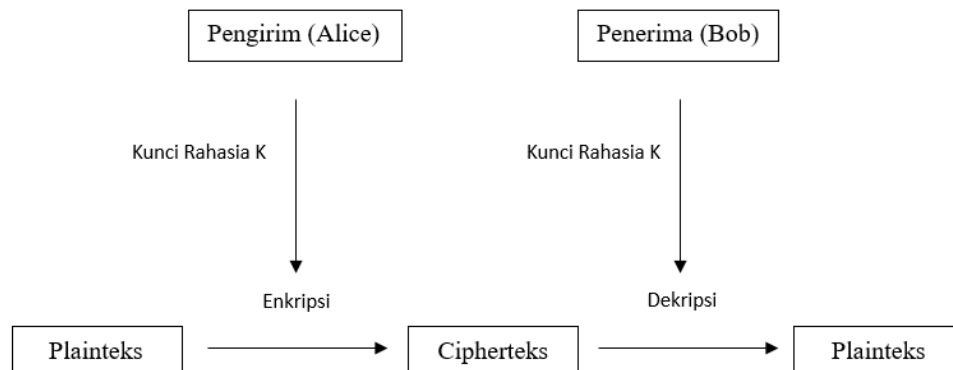 Pengirim (Alice)
Penerima (Bob)
Kunci Rahasia K
Kunci Rahasia K
Enkripsi
Dekripsi
Plainteks
Cipherteks
Plainteks